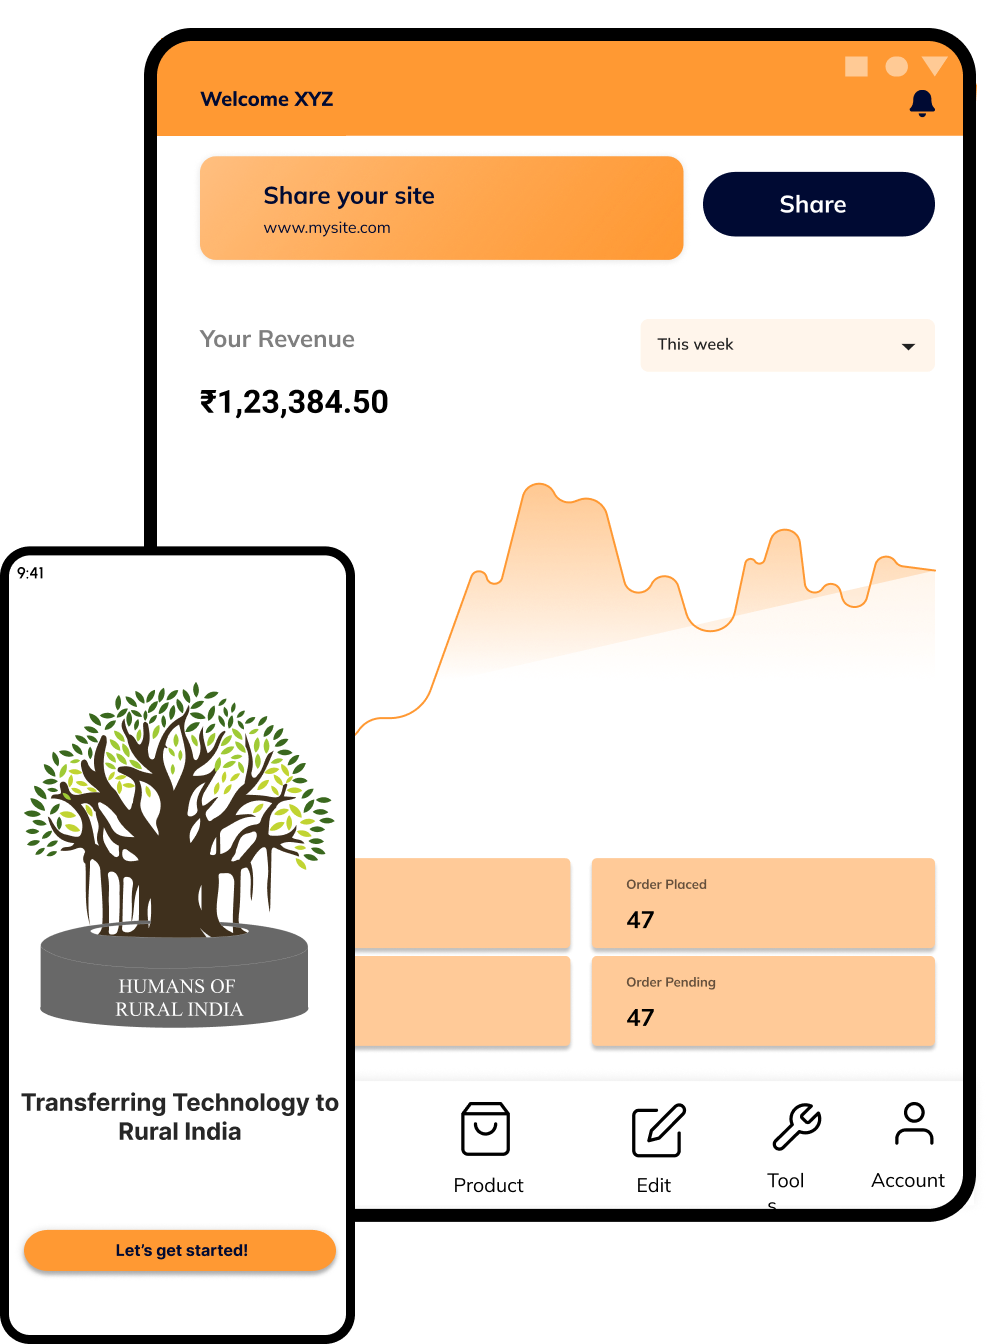 Welcome XYZ
Share your site
www.mysite.com
Share
Your Revenue
This week
₹1,23,384.50
Order Placed
47
Order Pending
47
Product
Edit
Tool
s
Account
9:41
HUMANS OF
RURAL INDIA
Transferring Technology to
Rural India
Let's get started!